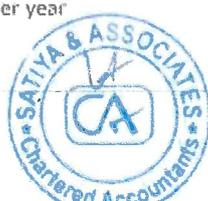 er year
SATIYA & ASSOCIATES
CA
Chartered Accountants